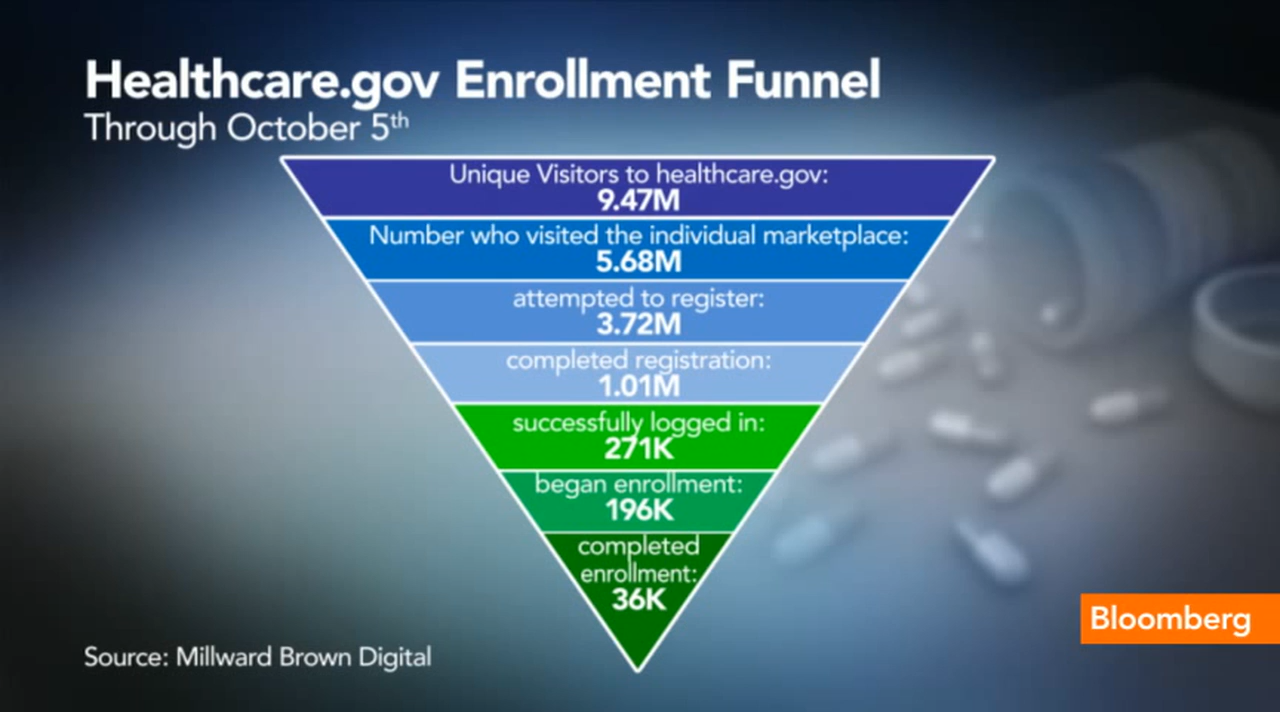 Healthcare.gov Enrollment Funnel
Through October 5th
Unique Visitors to healthcare.gov:
9.47M
Number who visited the individual marketplace:
5.68M
attempted to register:
3.72M
completed registration:
1.01M
successfully logged in:
271K
began enrollment:
196K
completed
enrollment:
36K
Bloomberg
Source: Millward Brown Digital